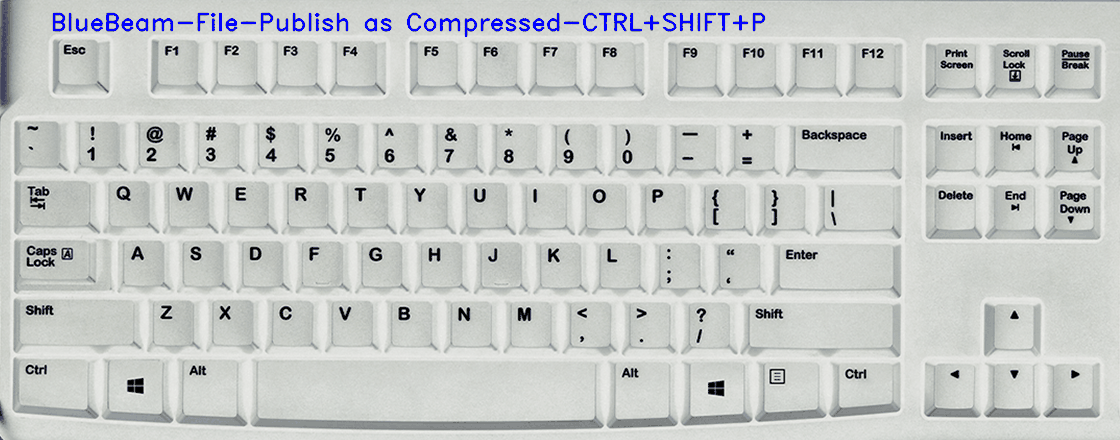 BlueBeam-File-Publish as Compressed-CTRL+SHIFT+P
Esc F1 F2 F3 F4 F5 F6 F7 F8 F9 F10 F11 F12 Print Screen Scroll Lock Pause Break
~ ` ! 1 @ 2 # 3 $ 4 % 5 ^ 6 & 7 * 8 ( 9 ) 0 — - + = Backspace Insert Home Page Up
Tab Q W E R T Y U I O P { [ } ] | \ Delete End Page Down
Caps Lock A A S D F G H J K L : ; “ ‘ Enter
Shift Z X C V B N M < , > . ? / Shift
Ctrl Alt Alt Ctrl